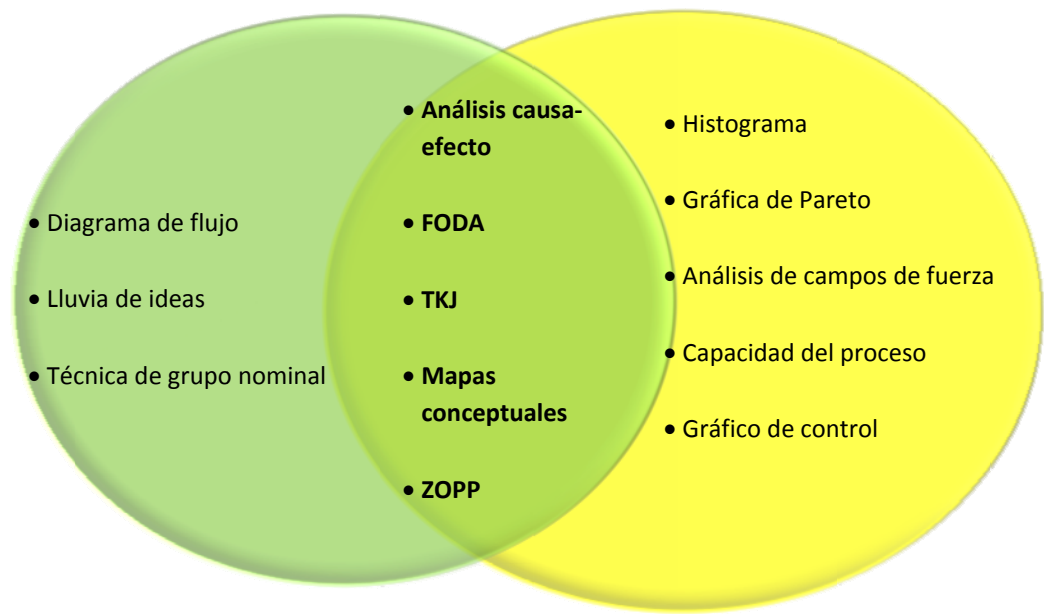 • Diagrama de flujo
• Lluvia de ideas
• Técnica de grupo nominal
• Análisis causa-
efecto
• FODA
• TKJ
• Mapas
conceptuales
• ZOPP
• Histograma
• Gráfica de Pareto
• Análisis de campos de fuerza
• Capacidad del proceso
• Gráfico de control